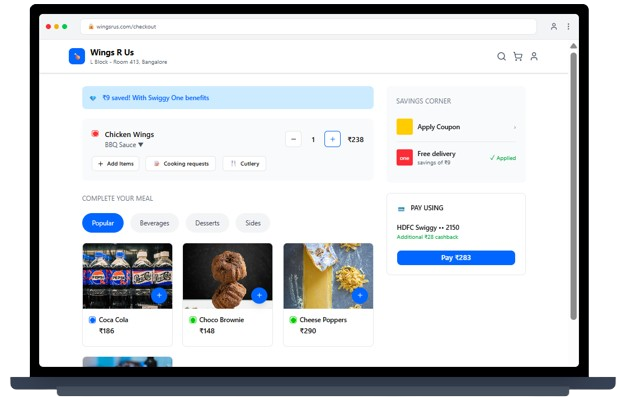 wingsrus.com/checkout
Wings R Us
L Block - Room 413, Bangalore
₹9 saved! With Swiggy One benefits
Chicken Wings
BBQ Sauce ▼
− 1 + ₹238
+ Add Items
Cooking requests
Cutlery
COMPLETE YOUR MEAL
Popular
Beverages
Desserts
Sides
Coca Cola
₹186
Choco Brownie
₹148
Cheese Poppers
₹290
SAVINGS CORNER
Apply Coupon
one
Free delivery
savings of ₹9
✓ Applied
PAY USING
HDFC Swiggy •• 2150
Additional ₹28 cashback
Pay ₹283